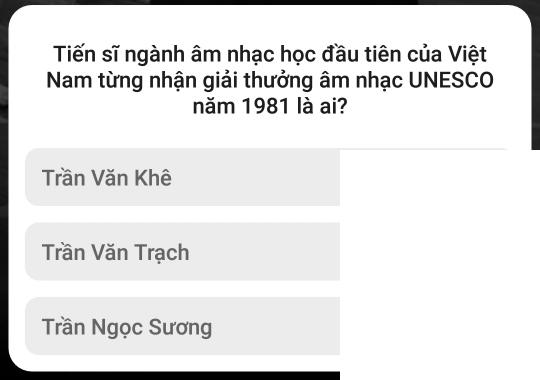 Tiến sĩ ngành âm nhạc học đầu tiên của Việt
Nam từng nhận giải thưởng âm nhạc UNESCO
năm 1981 là ai?
Trần Văn Khê
Trần Văn Trạch
Trần Ngọc Sương